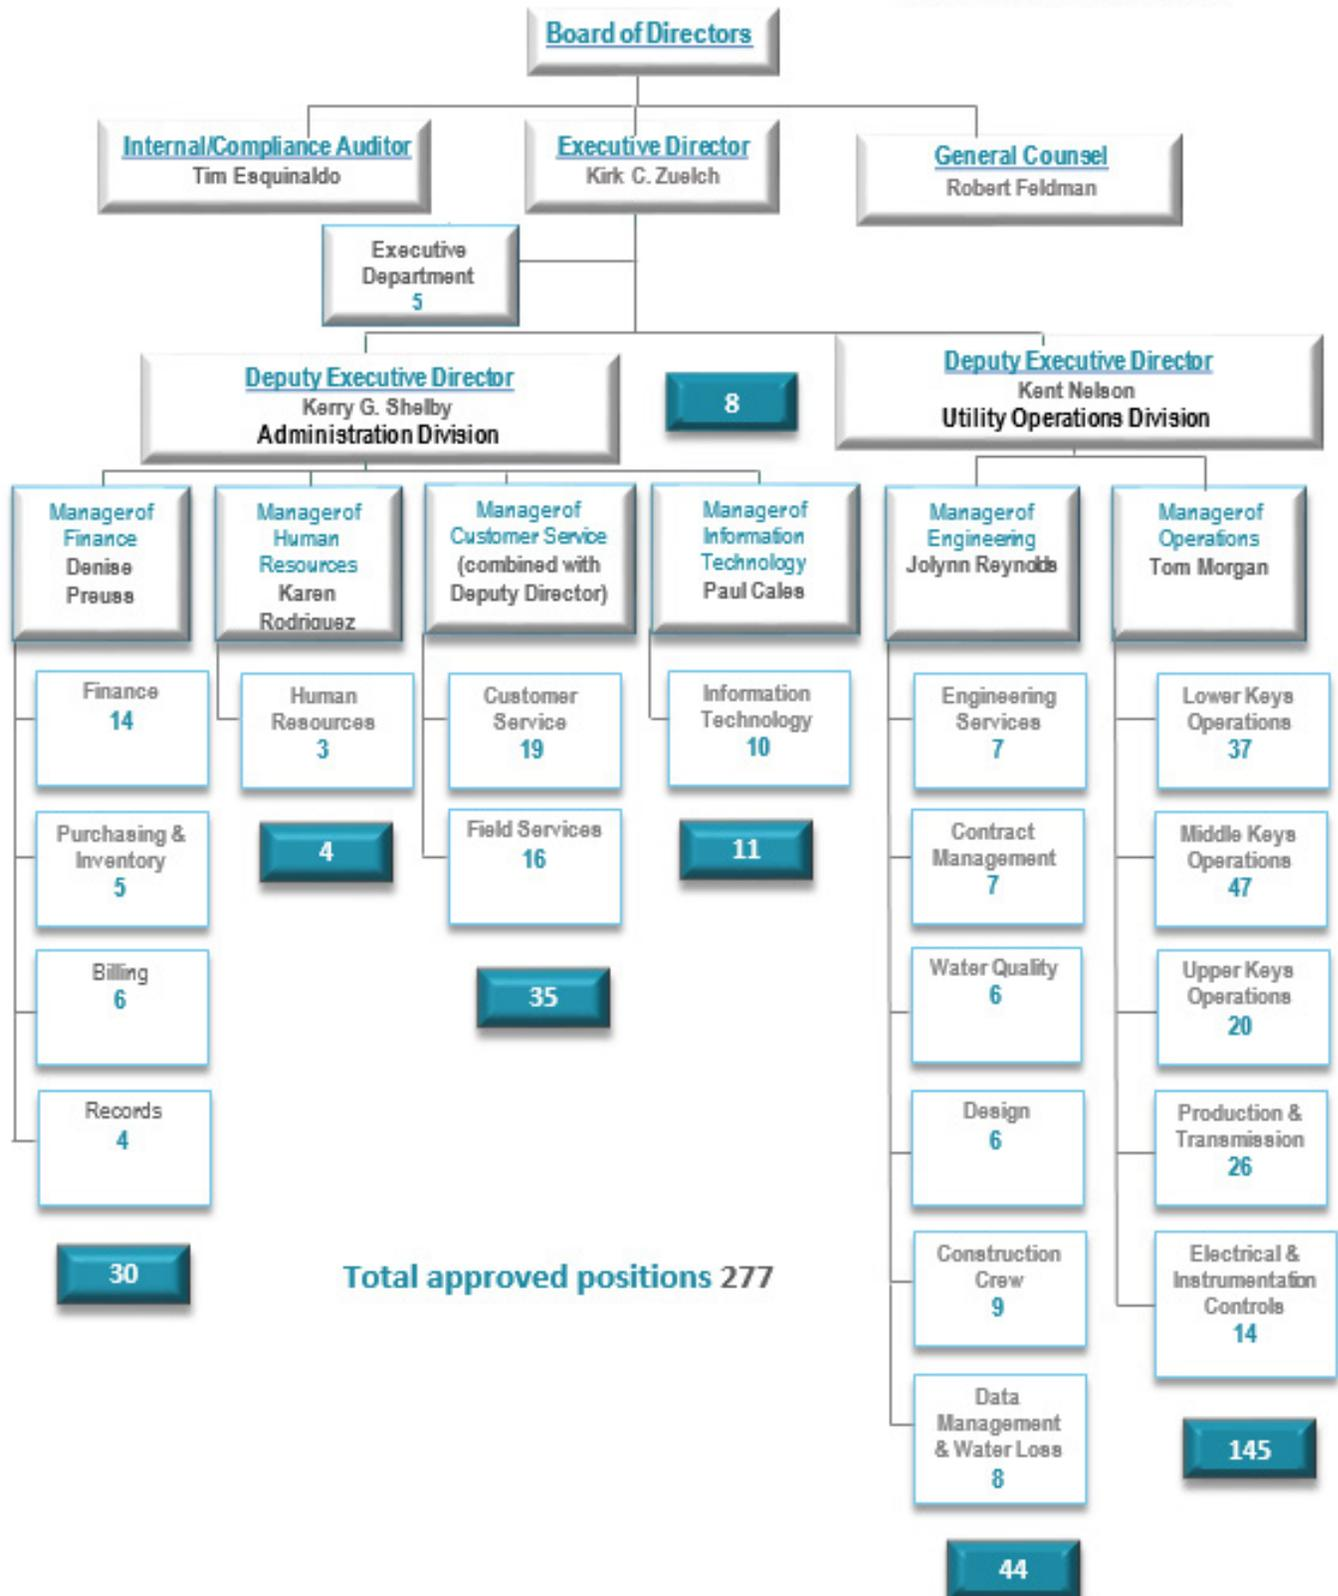 Board of Directors
Internal/Compliance Auditor
Tim Esquinaldo
Executive Director
Kirk C. Zuelch
General Counsel
Robert Feldman
Executive
Department
5
Deputy Executive Director
Kerry G. Shelby
Administration Division
8
Deputy Executive Director
Kent Nelson
Utility Operations Division
Manager of
Finance
Denise
Preuss
Manager of
Human
Resources
Karen
Rodriquez
Manager of
Customer Service
(combined with
Deputy Director)
Manager of
Information
Technology
Paul Cales
Manager of
Engineering
Jolynn Reynolds
Manager of
Operations
Tom Morgan
Finance
14
Purchasing &
Inventory
5
Billing
6
Records
4
30
Human
Resources
3
4
Customer
Service
19
Field Services
16
35
Information
Technology
10
11
Engineering
Services
7
Contract
Management
7
Water Quality
6
Design
6
Construction
Crew
9
Data
Management
& Water Loss
8
44
Lower Keys
Operations
37
Middle Keys
Operations
47
Upper Keys
Operations
20
Production &
Transmission
26
Electrical &
Instrumentation
Controls
14
145
Total approved positions 277